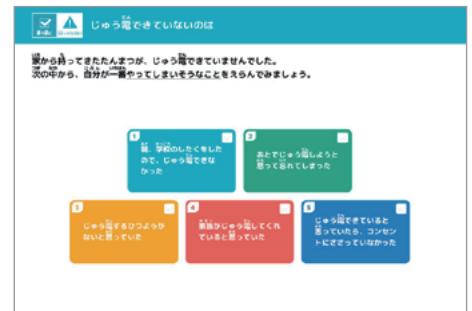 じゅう電できていないのは
家から持ってきたたんまつが、じゅう電できていませんでした。
次の中から、自分が一番やってしまいそうなことをえらんでみましょう。
1
朝、学校のしたくをした
ので、じゅう電できな
かった
2
あとでじゅう電しようと
思って忘れてしまった
3
じゅう電するひつようが
ないと思っていた
4
家族がじゅう電してくれ
ていると思っていた
5
じゅう電できていると
思っていたら、コンセン
トにささっていなかった